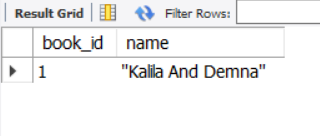 Result Grid Filter Rows:
book_id name
1 "Kalila And Demna"